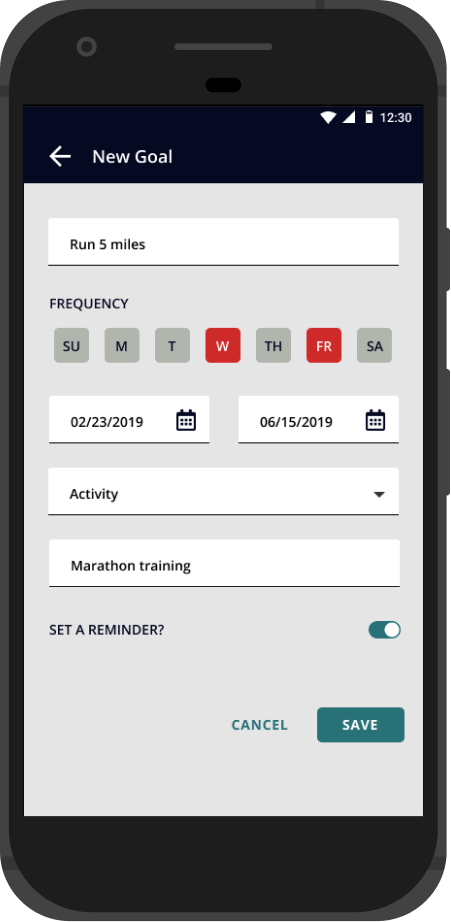 12:30
New Goal
Run 5 miles
FREQUENCY
SU M T W TH FR SA
02/23/2019 06/15/2019
Activity
Marathon training
SET A REMINDER?
CANCEL SAVE